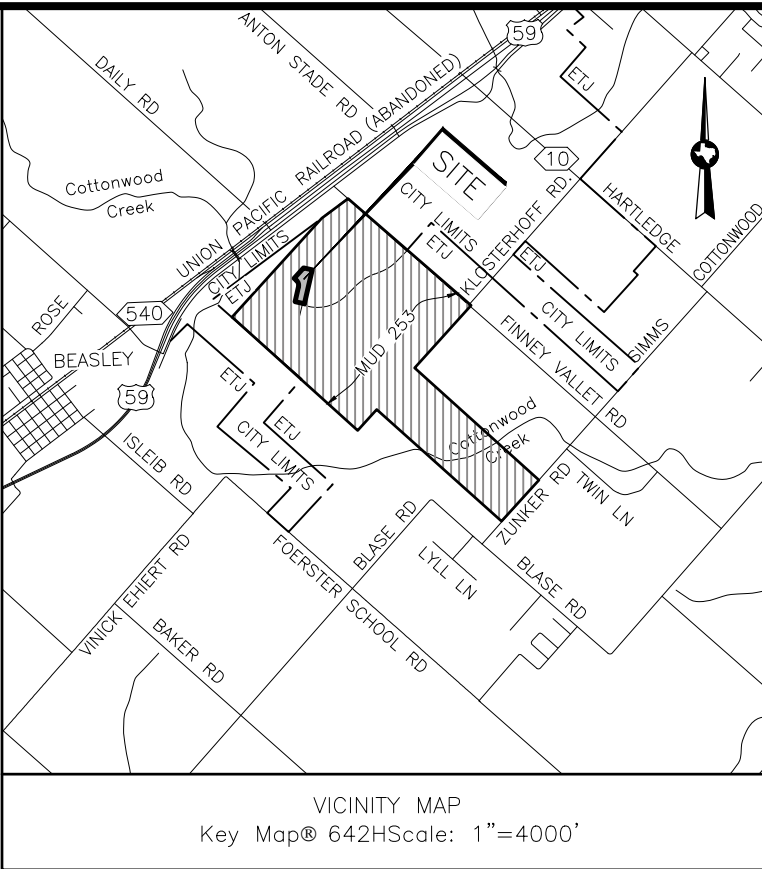 59
ANTON STADE RD
DAILY RD
ETJ
UNION PACIFIC RAILROAD (ABANDONED)
10
SITE
Cottonwood
Creek
CITY LIMITS
ETJ
KLOSTERHOFF RD.
HARTLEDGE
COTTONWOOD
CITY LIMITS
ETJ
ETJ
540
ROSE
CITY LIMITS
SIMMS
MUD 253
FINNEY VALLET RD
BEASLEY
59
ETJ
ETJ
CITY LIMITS
Cottonwood
Creek
ISLEIB RD
ZUNKER RD
TWIN LN
BLASE RD
FOERSTER SCHOOL RD
LYLL LN
BLASE RD
VINICK EHIERT RD
BAKER RD
VICINITY MAP
Key Map® 642HScale: 1"=4000'